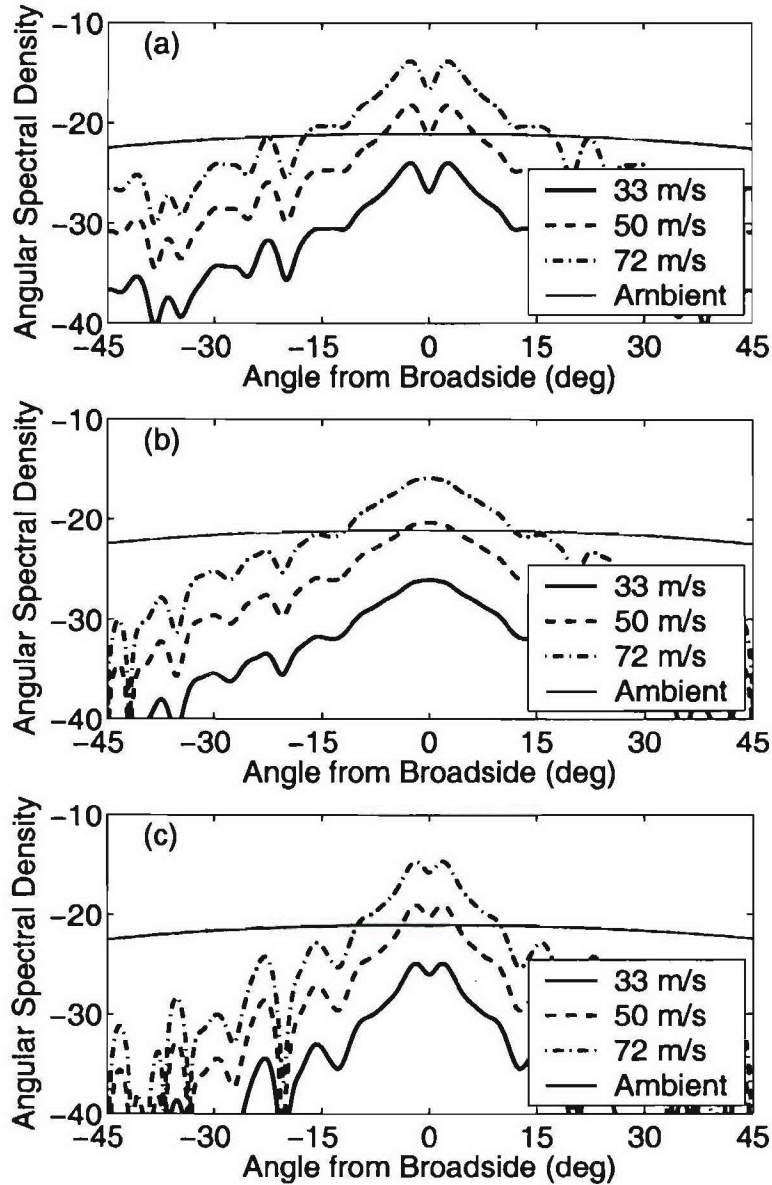 (a)
Angular Spectral Density
−10
−20
−30
−40
33 m/s
50 m/s
72 m/s
Ambient
−45 −30 −15 0 15 30 45
Angle from Broadside (deg)
(b)
Angular Spectral Density
−10
−20
−30
−40
33 m/s
50 m/s
72 m/s
Ambient
−45 −30 −15 0 15 30 45
Angle from Broadside (deg)
(c)
Angular Spectral Density
−10
−20
−30
−40
33 m/s
50 m/s
72 m/s
Ambient
−45 −30 −15 0 15 30 45
Angle from Broadside (deg)